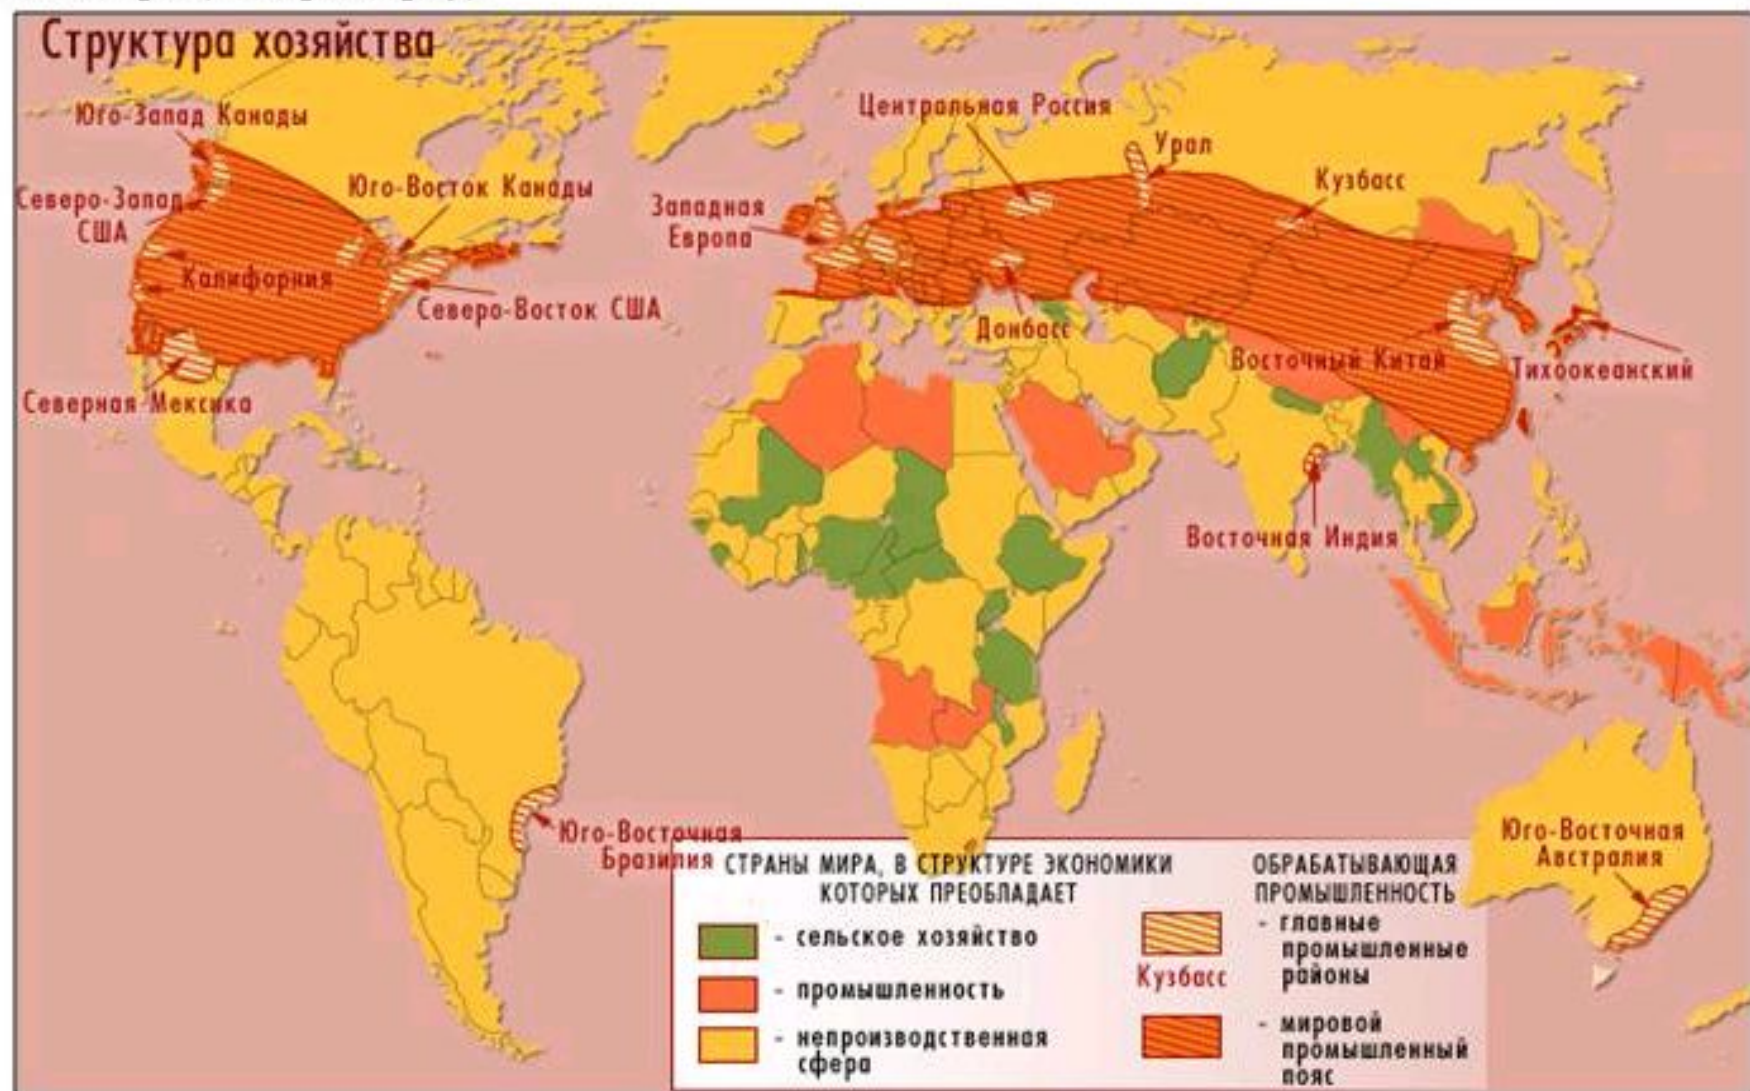 Структура хозяйства
Юго-Запад Канады
Северо-Запад
США
Юго-Восток Канады
Калифорния
Северо-Восток США
Северная Мексика
Центральная Россия
Урал
Кузбасс
Западная
Европа
Донбасс
Восточный Китай
Тихоокеанский
Восточная Индия
Юго-Восточная
Бразилия
Юго-Восточная
Австралия
СТРАНЫ МИРА, В СТРУКТУРЕ ЭКОНОМИКИ
КОТОРЫХ ПРЕОБЛАДАЕТ
- сельское хозяйство
- промышленность
- непроизводственная
сфера
ОБРАБАТЫВАЮЩАЯ
ПРОМЫШЛЕННОСТЬ
- главные
промышленные
районы
Кузбасс
- мировой
промышленный
пояс